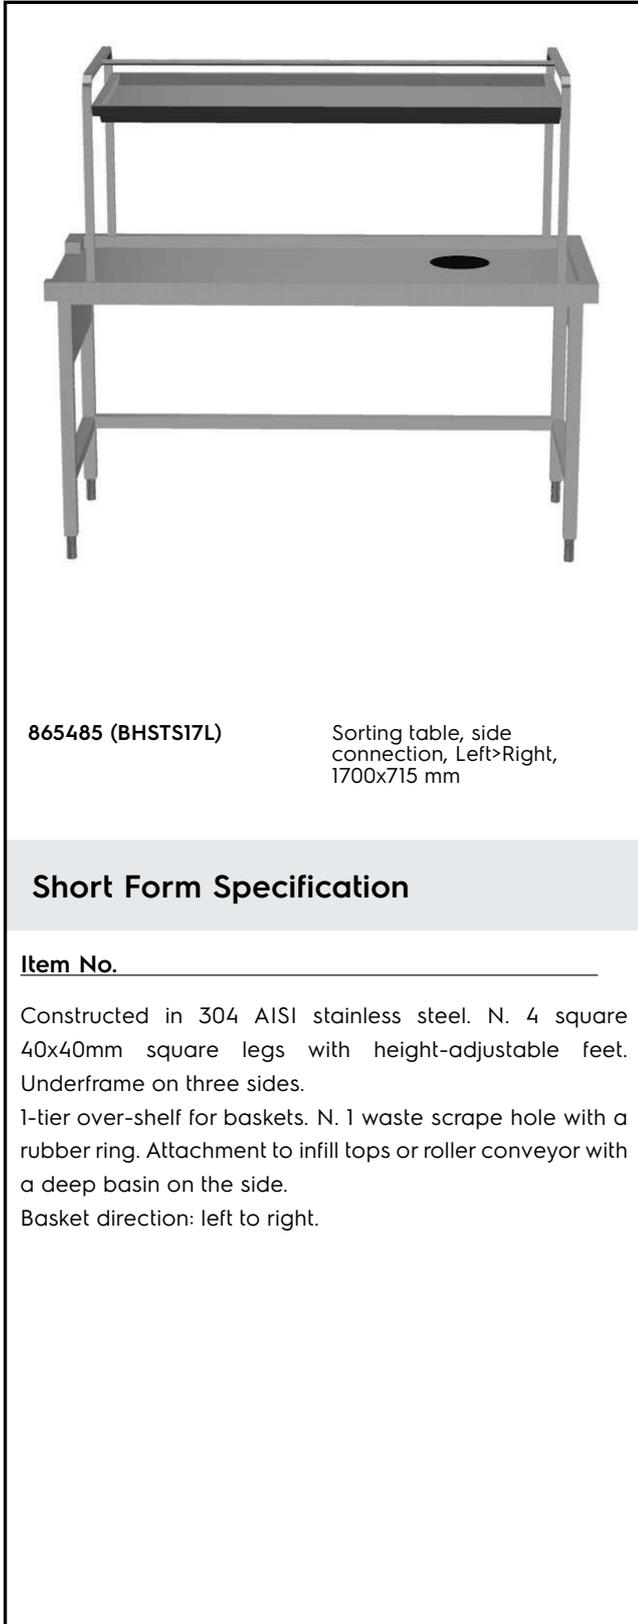 865485 (BHSTS17L)
Sorting table, side
connection, Left>Right,
1700x715 mm
Short Form Specification
Item No.
Constructed in 304 AISI stainless steel. N. 4 square
40x40mm square legs with height-adjustable feet.
Underframe on three sides.
1-tier over-shelf for baskets. N. 1 waste scrape hole with a
rubber ring. Attachment to infill tops or roller conveyor with
a deep basin on the side.
Basket direction: left to right.